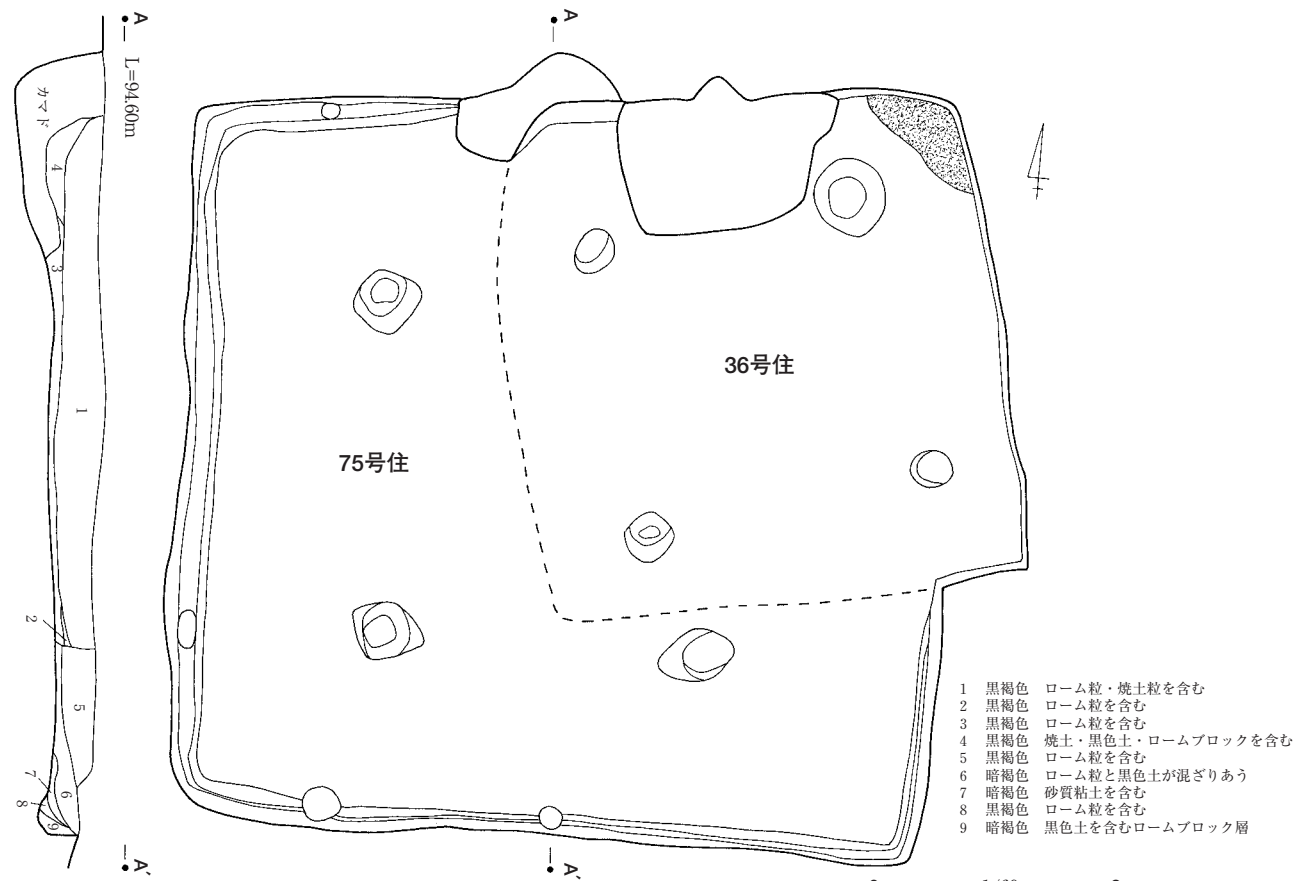 A
A
L=94.60m
カマド
4
3
1
2
5
7
6
8
9
36号住
75号住
1 黒褐色 ローム粒・焼土粒を含む
2 黒褐色 ローム粒を含む
3 黒褐色 ローム粒を含む
4 黒褐色 焼土・黒色土・ロームブロックを含む
5 黒褐色 ローム粒を含む
6 暗褐色 ローム粒と黒色土が混ざりあう
7 暗褐色 砂質粘土を含む
8 黒褐色 ローム粒を含む
9 暗褐色 黒色土を含むロームブロック層
A'
A'